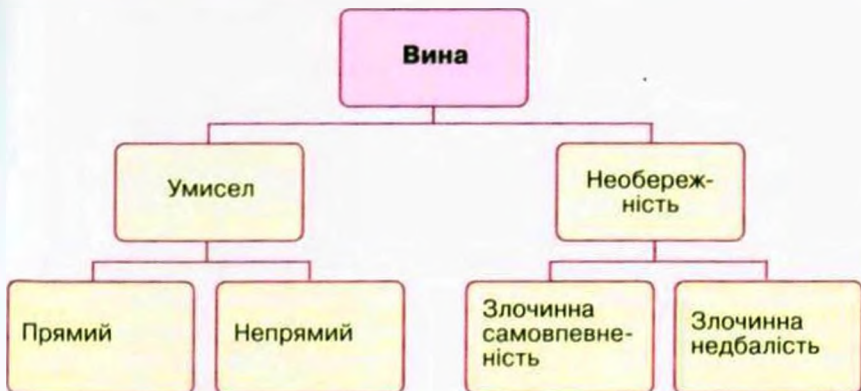 Вина
Умисел
Необереж-
ність
Прямий
Непрямий
Злочинна
самовпевне-
ність
Злочинна
недбалість